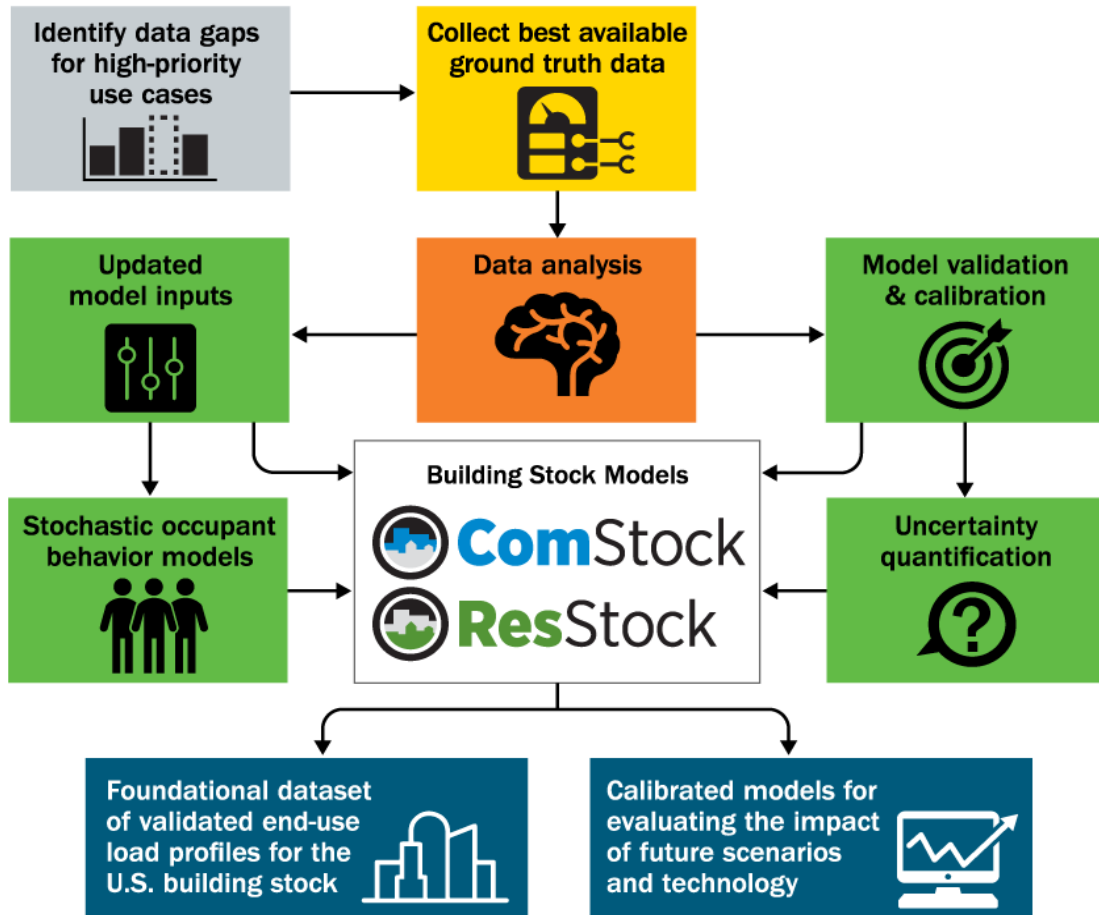 Identify data gaps
for high-priority
use cases
Collect best available
ground truth data
Updated
model inputs
Data analysis
Model validation
& calibration
Stochastic occupant
behavior models
Building Stock Models
ComStock
ResStock
Uncertainty
quantification
?
Foundational dataset
of validated end-use
load profiles for the
U.S. building stock
Calibrated models for
evaluating the impact
of future scenarios
and technology